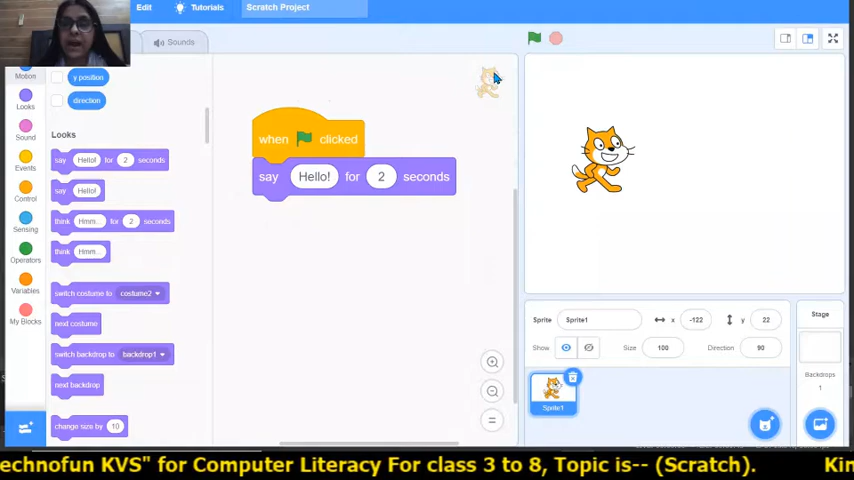 Edit
Tutorials
Scratch Project
Sounds
Motion
Looks
Sound
Events
Control
Sensing
Operators
Variables
My Blocks
y position
direction
Looks
say Hello! for 2 seconds
say Hello!
think Hmm... for 2 seconds
think Hmm...
switch costume to costume2
next costume
switch backdrop to backdrop1
next backdrop
change size by 10
when clicked
say Hello! for 2 seconds
Sprite Sprite1 x -122 y 22
Show Size 100 Direction 90
Sprite1
Stage
Backdrops
1
echnofun KVS" for Computer Literacy For class 3 to 8, Topic is-- (Scratch). Kin